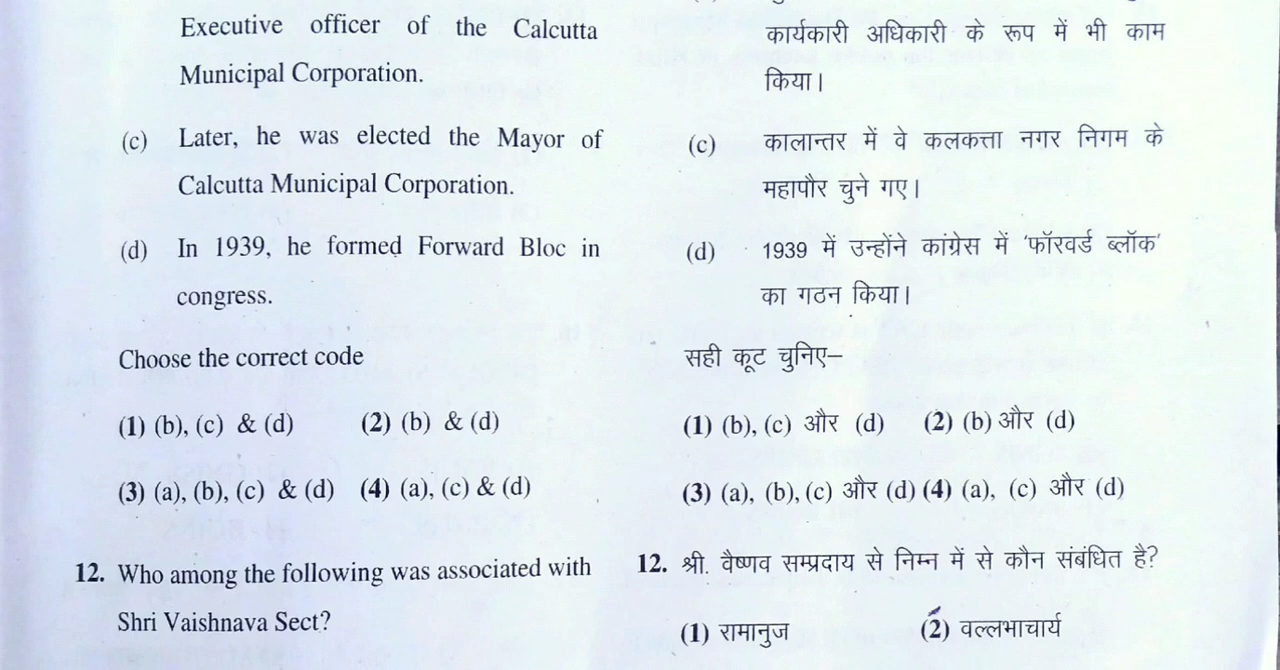 Executive officer of the Calcutta
Municipal Corporation.
(c) Later, he was elected the Mayor of
Calcutta Municipal Corporation.
(d) In 1939, he formed Forward Bloc in
congress.
Choose the correct code
(1) (b), (c) & (d) (2) (b) & (d)
(3) (a), (b), (c) & (d) (4) (a), (c) & (d)
12. Who among the following was associated with
Shri Vaishnava Sect?
कार्यकारी अधिकारी के रूप में भी काम
किया।
(c) कालान्तर में वे कलकत्ता नगर निगम के
महापौर चुने गए।
(d) 1939 में उन्होंने कांग्रेस में 'फॉरवर्ड ब्लॉक'
का गठन किया।
सही कूट चुनिए–
(1) (b), (c) और (d) (2) (b) और (d)
(3) (a), (b), (c) और (d) (4) (a), (c) और (d)
12. श्री. वैष्णव सम्प्रदाय से निम्न में से कौन संबंधित है?
(1) रामानुज (2) वल्लभाचार्य